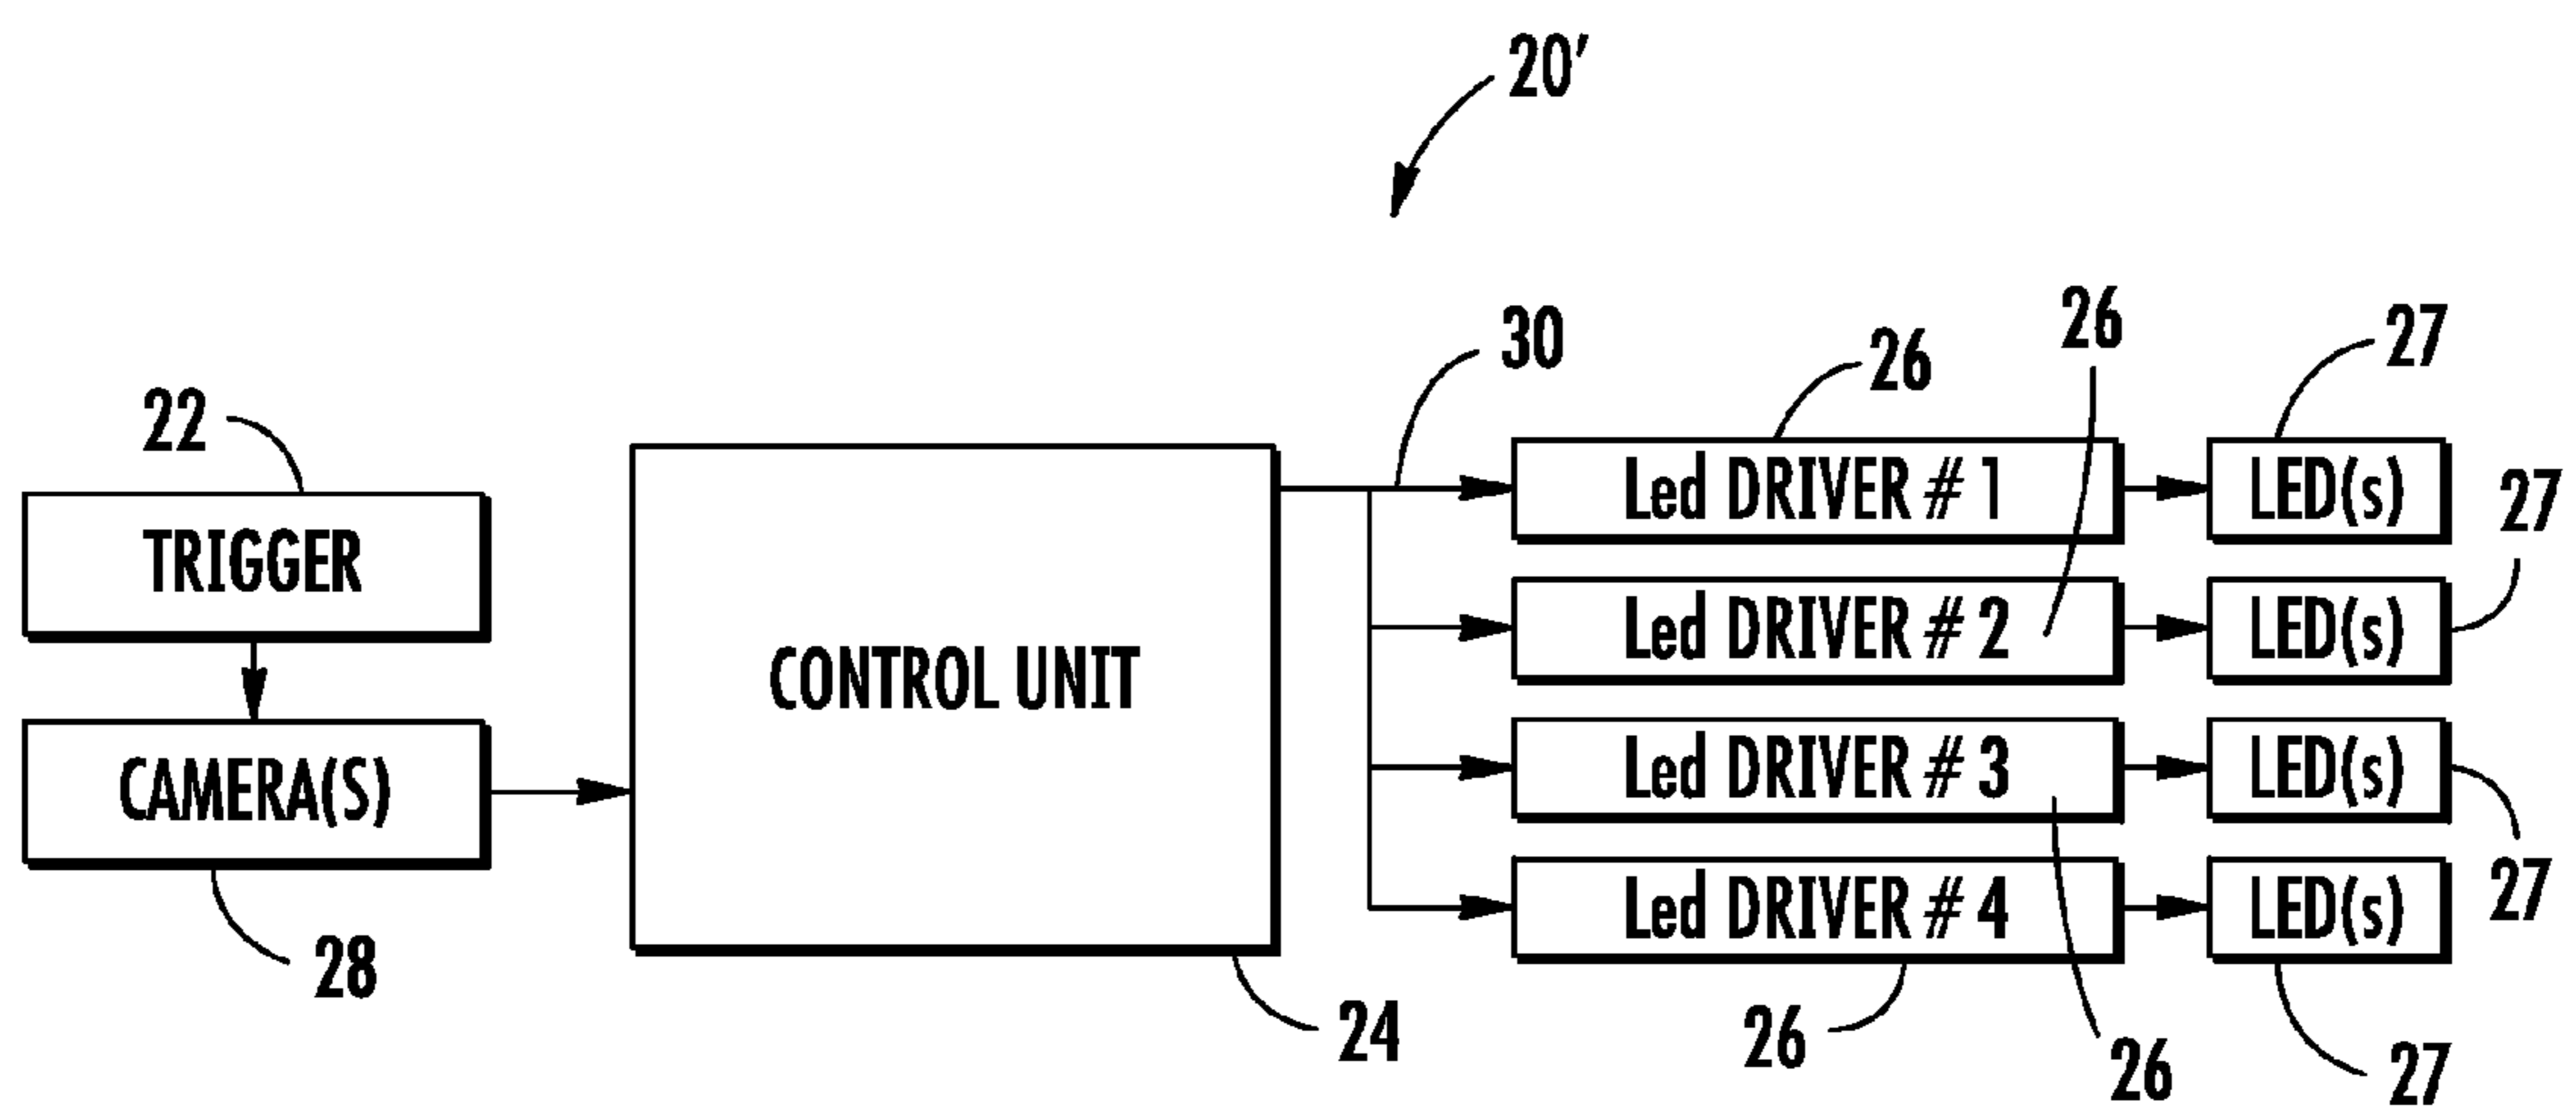 20'
30
26
26
27
22
Led DRIVER # 1
LED(s)
27
TRIGGER
Led DRIVER # 2
LED(s)
CONTROL UNIT
CAMERA(S)
Led DRIVER # 3
LED(s)
27
Led DRIVER # 4
LED(s)
28
24
26
26
27